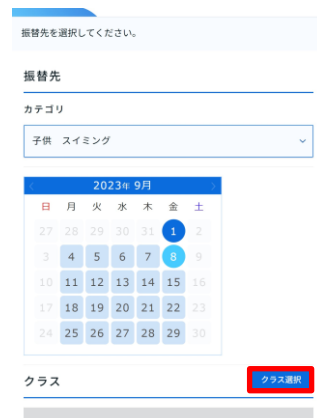 振替先を選択してください。
振替先
カテゴリ
子供 スイミング
2023年 9月
日 月 火 水 木 金 土
27 28 29 30 31 1 2
3 4 5 6 7 8 9
10 11 12 13 14 15 16
17 18 19 20 21 22 23
24 25 26 27 28 29 30
クラス
クラス選択